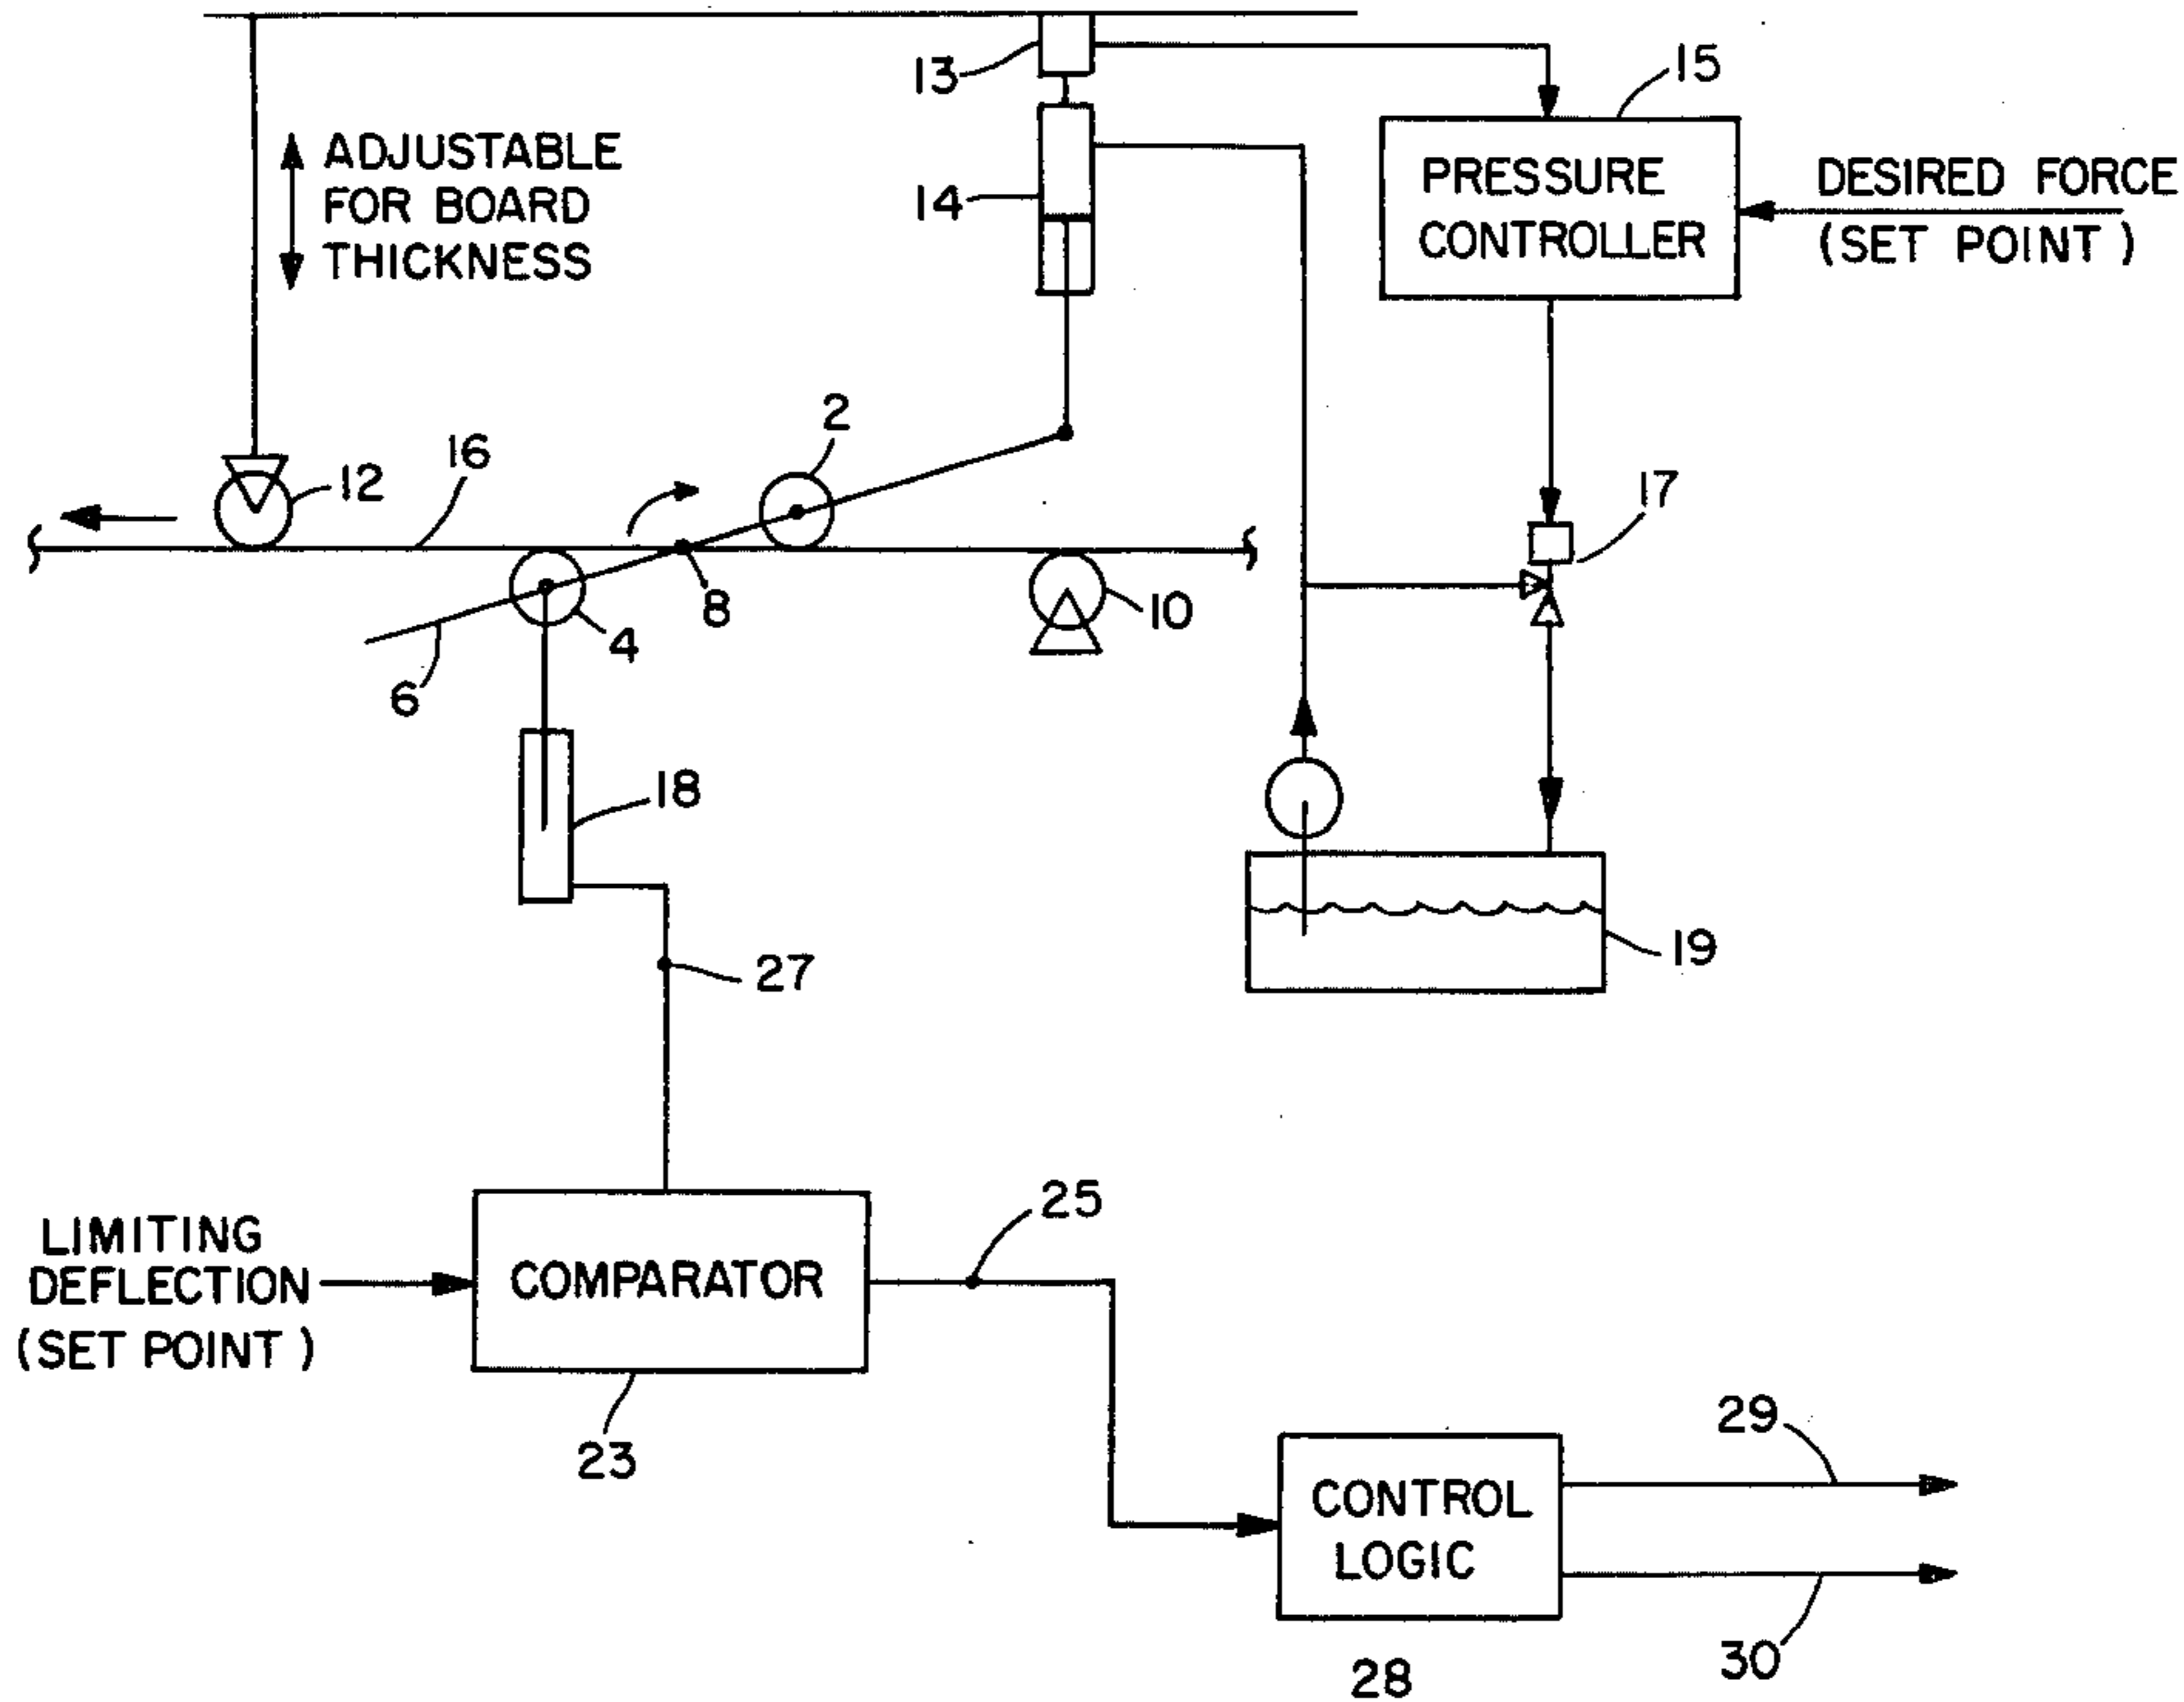 13
15
ADJUSTABLE
FOR BOARD
THICKNESS
14
PRESSURE
CONTROLLER
DESIRED FORCE
(SET POINT)
2
16
12
17
8
10
4
6
18
19
27
25
LIMITING
DEFLECTION
(SET POINT)
COMPARATOR
23
29
CONTROL
LOGIC
30
28